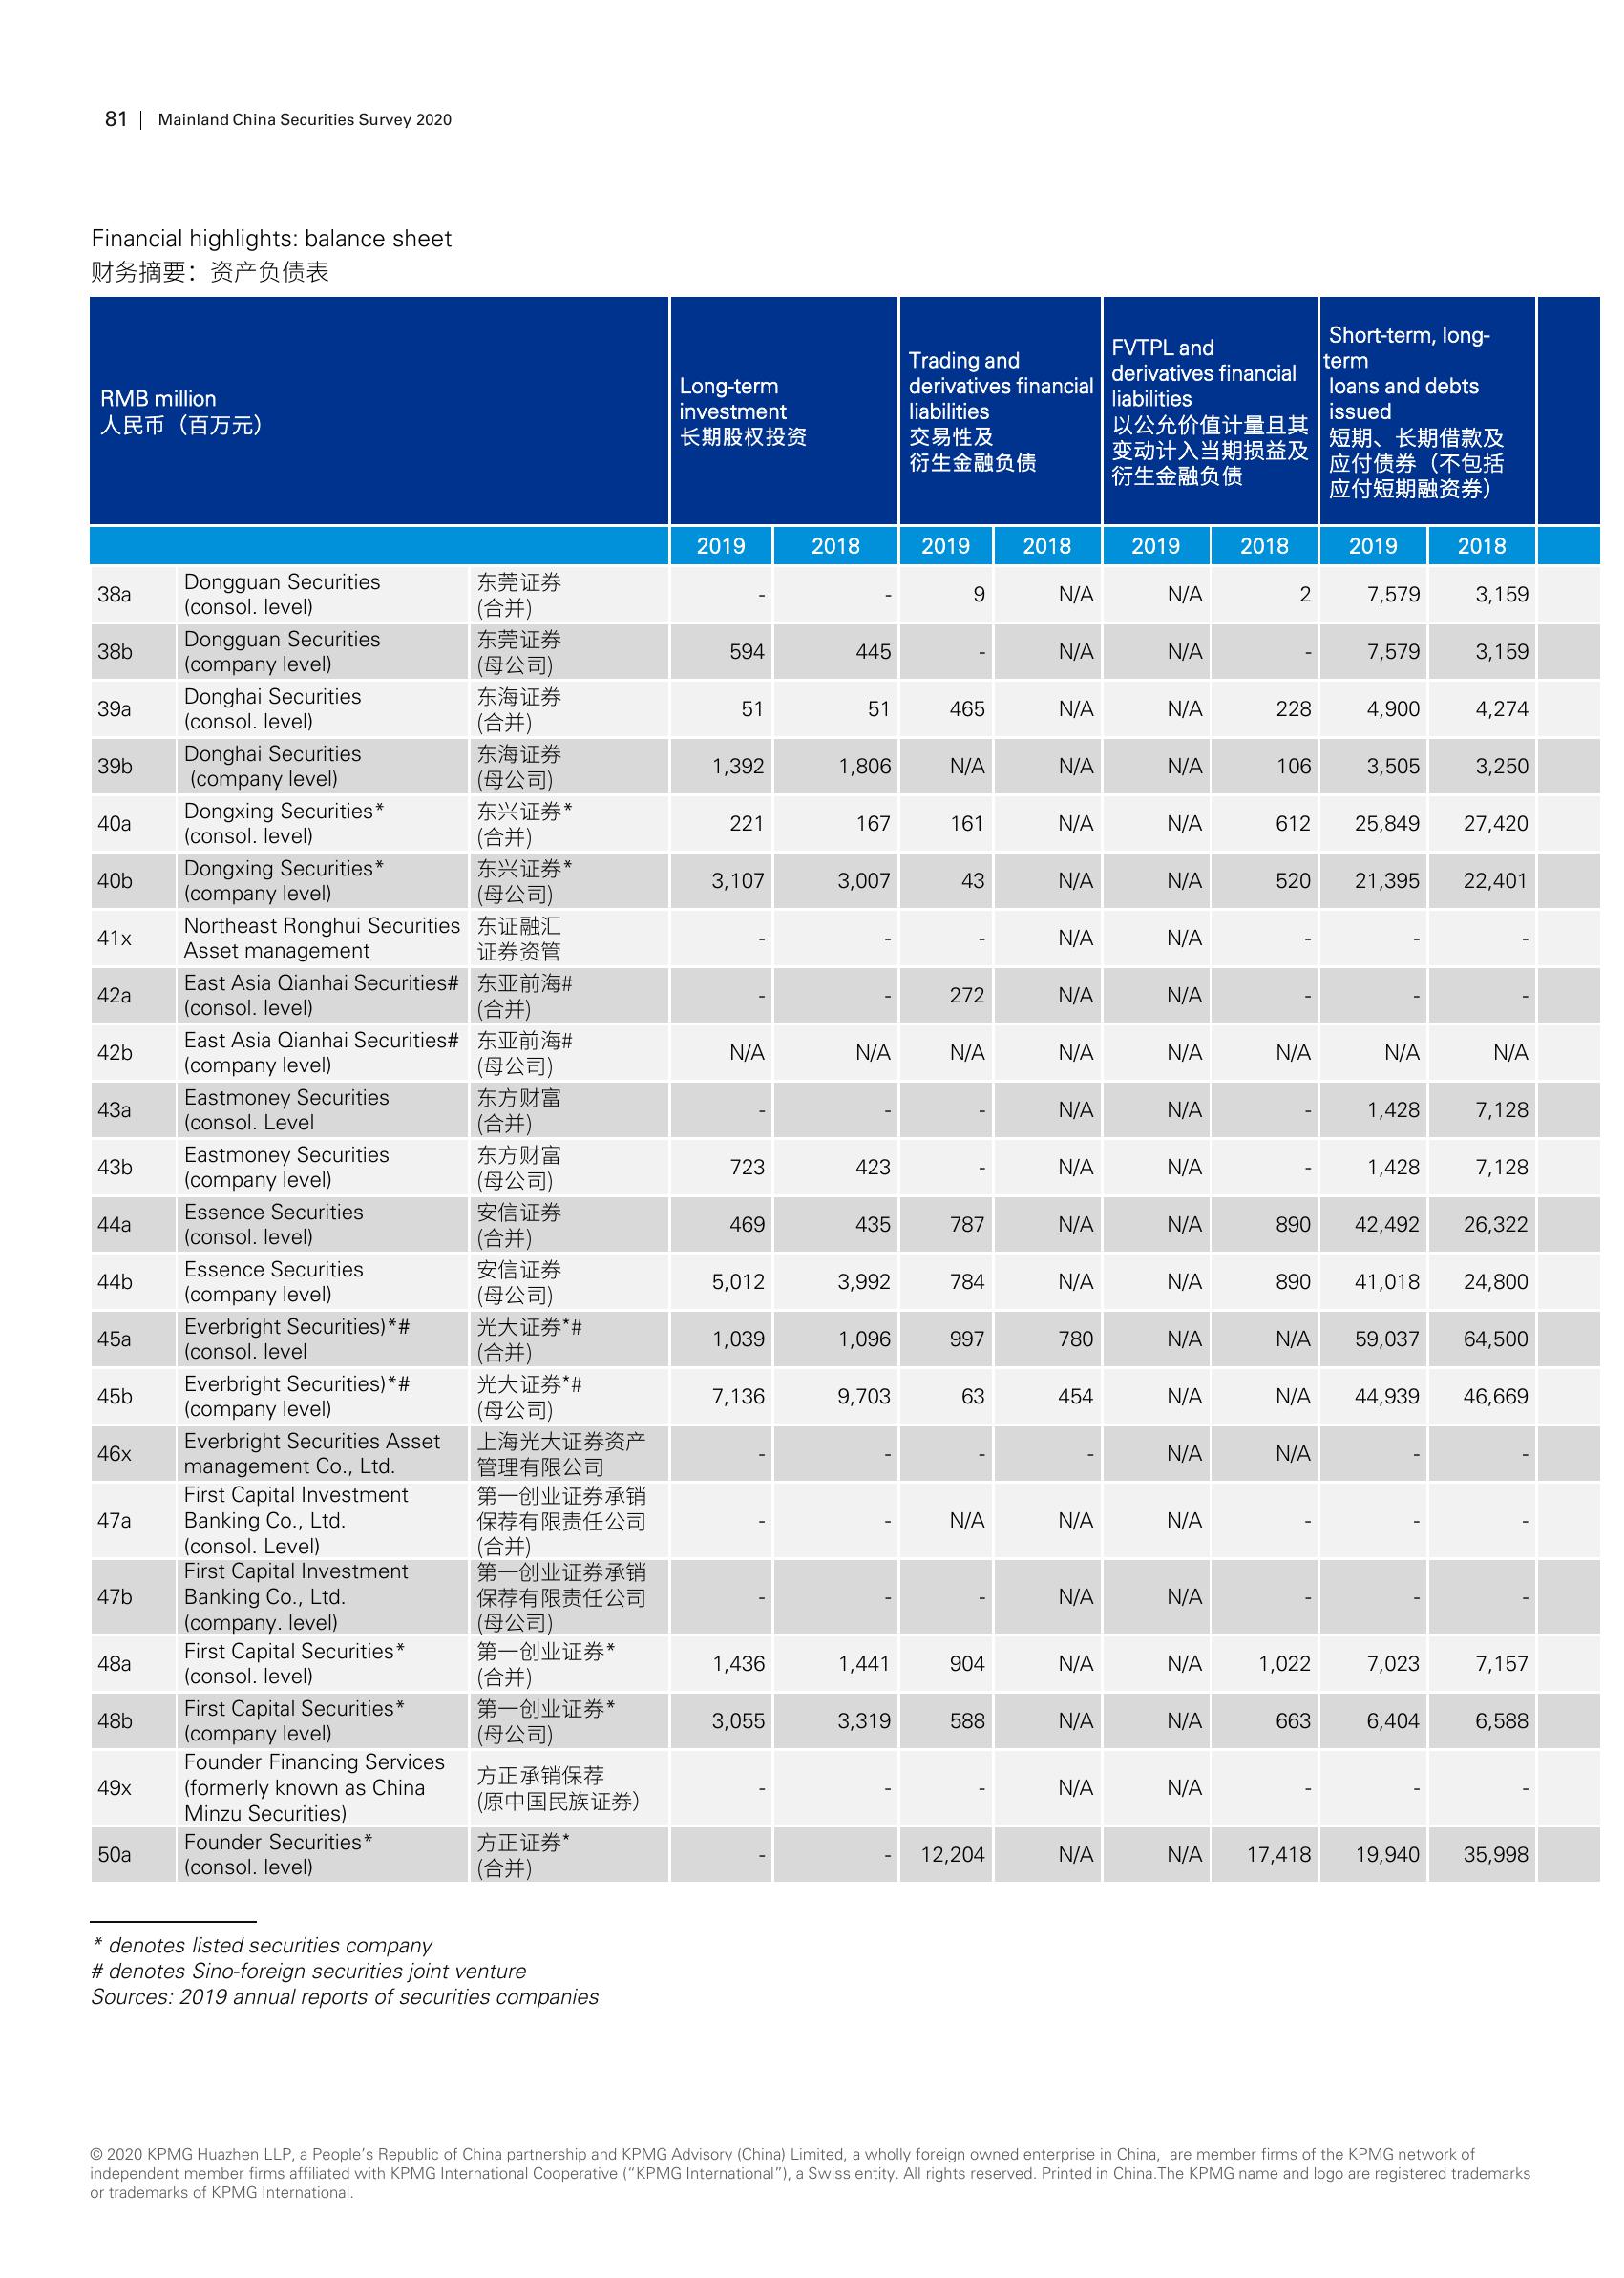 81 | Mainland China Securities Survey 2020
Financial highlights: balance sheet
财务摘要：资产负债表
RMB million
人民币（百万元）
Long-term
investment
长期股权投资
Trading and
derivatives financial
liabilities
交易性及
衍生金融负债
FVTPL and
derivatives financial
liabilities
以公允价值计量且其
变动计入当期损益及
衍生金融负债
Short-term, long-
term
loans and debts
issued
短期、长期借款及
应付债券（不包括
应付短期融资券）
2019 2018 2019 2018 2019 2018 2019 2018
38a Dongguan Securities 东莞证券 - - 9 N/A N/A 2 7,579 3,159
(consol. level) (合并)
38b Dongguan Securities 东莞证券 594 445 - N/A N/A - 7,579 3,159
(company level) (母公司)
39a Donghai Securities 东海证券 51 51 465 N/A N/A 228 4,900 4,274
(consol. level) (合并)
39b Donghai Securities 东海证券 1,392 1,806 N/A N/A N/A 106 3,505 3,250
(company level) (母公司)
40a Dongxing Securities* 东兴证券* 221 167 161 N/A N/A 612 25,849 27,420
(consol. level) (合并)
40b Dongxing Securities* 东兴证券* 3,107 3,007 43 N/A N/A 520 21,395 22,401
(company level) (母公司)
41x Northeast Ronghui Securities 东证融汇 - - - N/A N/A - - -
Asset management 证券资管
42a East Asia Qianhai Securities# 东亚前海# - - 272 N/A N/A - - -
(consol. level) (合并)
42b East Asia Qianhai Securities# 东亚前海# N/A N/A N/A N/A N/A N/A N/A N/A
(company level) (母公司)
43a Eastmoney Securities 东方财富 - - - N/A N/A - 1,428 7,128
(consol. Level (合并)
43b Eastmoney Securities 东方财富 723 423 - N/A N/A - 1,428 7,128
(company level) (母公司)
44a Essence Securities 安信证券 469 435 787 N/A N/A 890 42,492 26,322
(consol. level) (合并)
44b Essence Securities 安信证券 5,012 3,992 784 N/A N/A 890 41,018 24,800
(company level) (母公司)
45a Everbright Securities)*# 光大证券*# 1,039 1,096 997 780 N/A N/A 59,037 64,500
(consol. level (合并)
45b Everbright Securities)*# 光大证券*# 7,136 9,703 63 454 N/A N/A 44,939 46,669
(company level) (母公司)
46x Everbright Securities Asset 上海光大证券资产 - - - - N/A N/A - -
management Co., Ltd. 管理有限公司
First Capital Investment 第一创业证券承销
47a Banking Co., Ltd. 保荐有限责任公司 - - N/A N/A N/A - - -
(consol. Level) (合并)
First Capital Investment 第一创业证券承销
47b Banking Co., Ltd. 保荐有限责任公司 - - - N/A N/A - - -
(company. level) (母公司)
48a First Capital Securities* 第一创业证券* 1,436 1,441 904 N/A N/A 1,022 7,023 7,157
(consol. level) (合并)
48b First Capital Securities* 第一创业证券* 3,055 3,319 588 N/A N/A 663 6,404 6,588
(company level) (母公司)
Founder Financing Services 方正承销保荐
49x (formerly known as China (原中国民族证券） - - - N/A N/A - - -
Minzu Securities)
50a Founder Securities* 方正证券* - - 12,204 N/A N/A 17,418 19,940 35,998
(consol. level) (合并)
* denotes listed securities company
# denotes Sino-foreign securities joint venture
Sources: 2019 annual reports of securities companies
© 2020 KPMG Huazhen LLP, a People’s Republic of China partnership and KPMG Advisory (China) Limited, a wholly foreign owned enterprise in China, are member firms of the KPMG network of
independent member firms affiliated with KPMG International Cooperative (“KPMG International”), a Swiss entity. All rights reserved. Printed in China.The KPMG name and logo are registered trademarks
or trademarks of KPMG International.